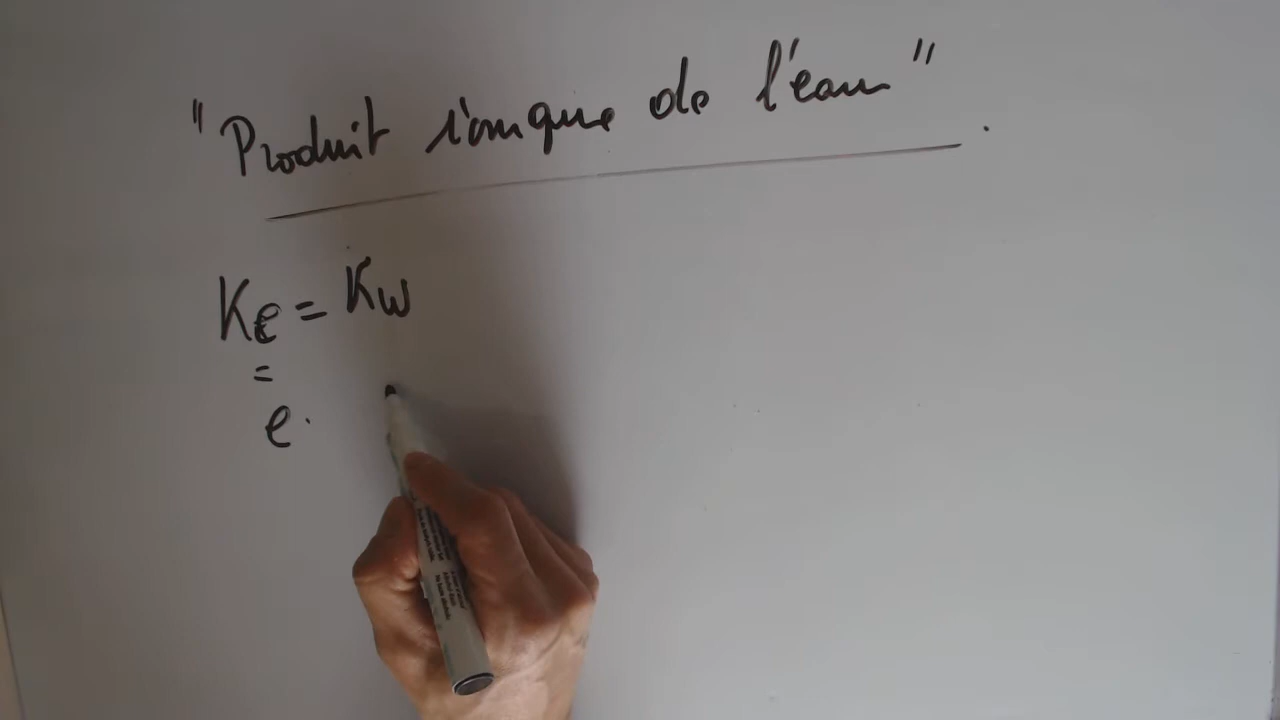 "Produit ionique de l'eau"
Ke = Kw
=
e.